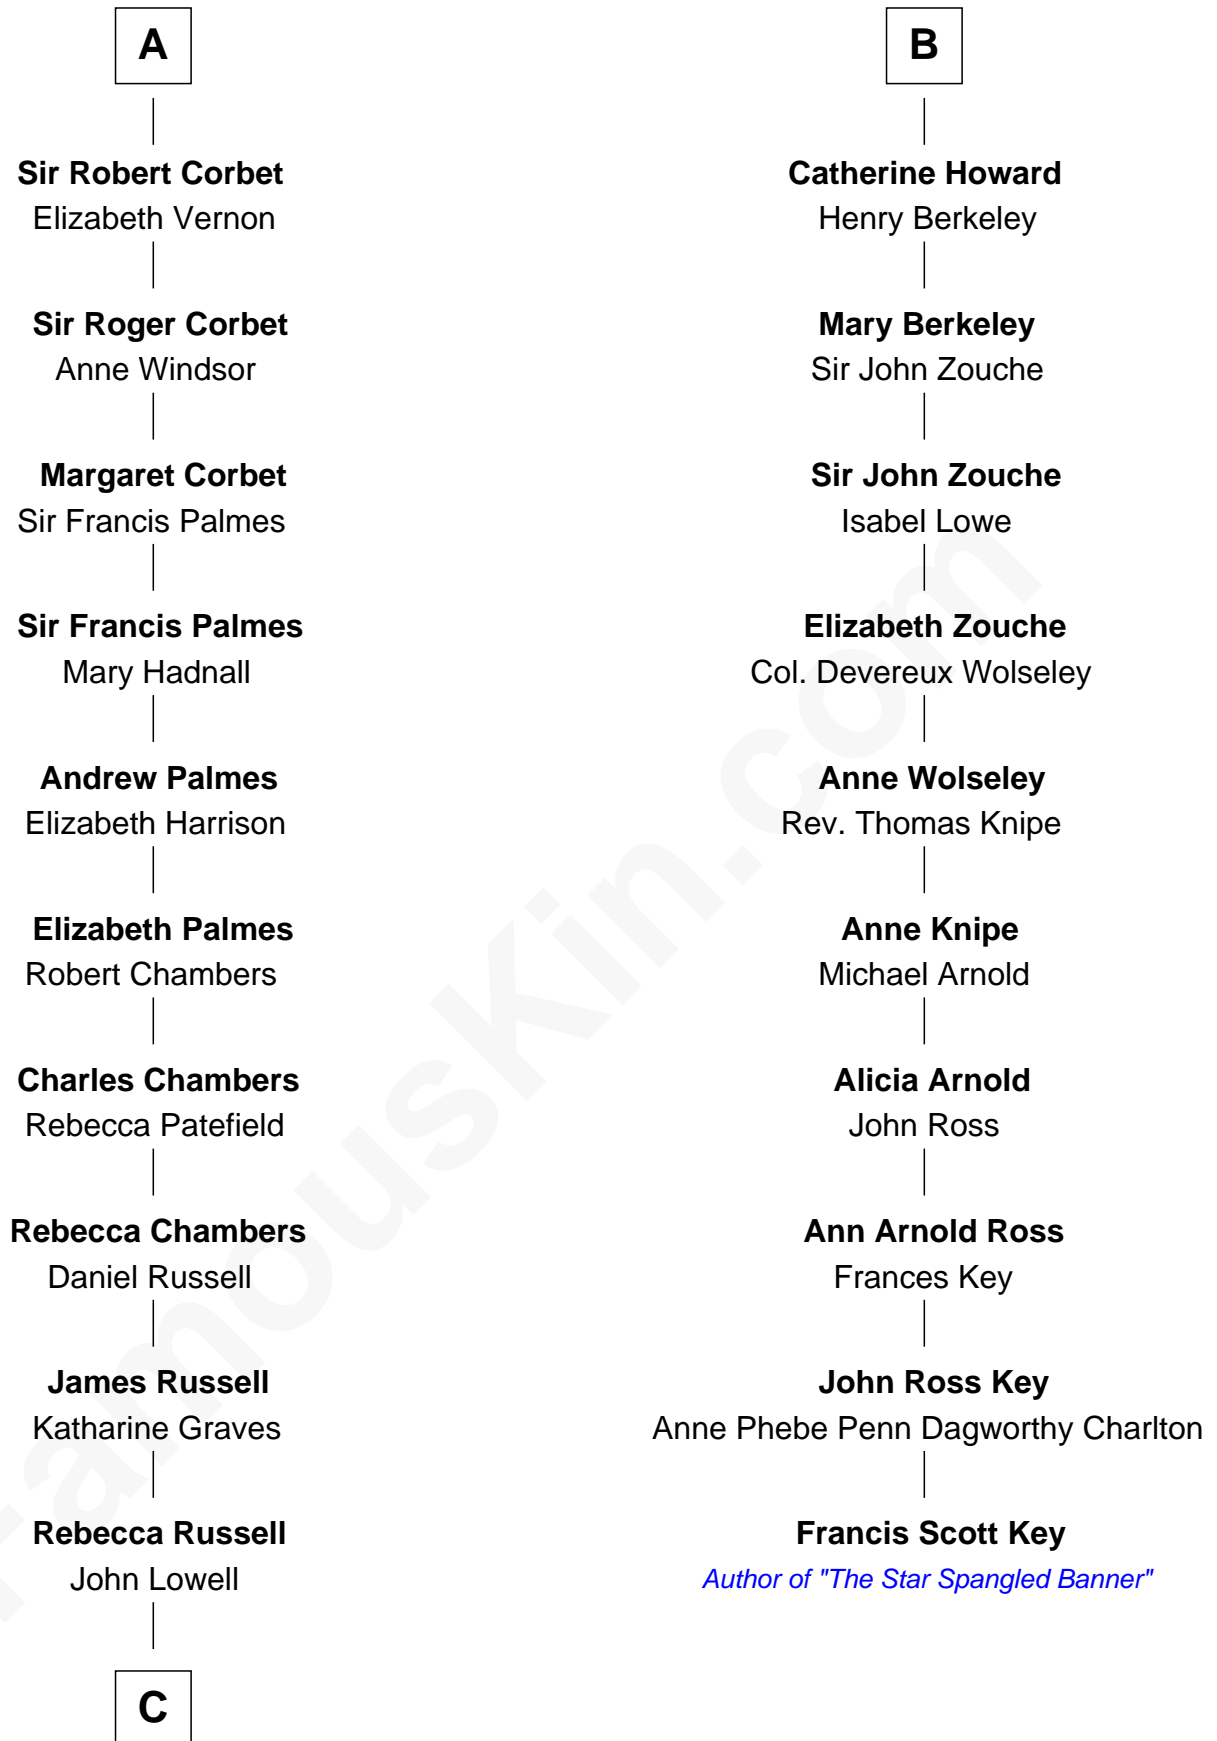 A
Sir Robert Corbet
Elizabeth Vernon
Sir Roger Corbet
Anne Windsor
Margaret Corbet
Sir Francis Palmes
Sir Francis Palmes
Mary Hadnall
Andrew Palmes
Elizabeth Harrison
Elizabeth Palmes
Robert Chambers
Charles Chambers
Rebecca Patefield
Rebecca Chambers
Daniel Russell
James Russell
Katharine Graves
Rebecca Russell
John Lowell
C
B
Catherine Howard
Henry Berkeley
Mary Berkeley
Sir John Zouche
Sir John Zouche
Isabel Lowe
Elizabeth Zouche
Col. Devereux Wolseley
Anne Wolseley
Rev. Thomas Knipe
Anne Knipe
Michael Arnold
Alicia Arnold
John Ross
Ann Arnold Ross
Frances Key
John Ross Key
Anne Phebe Penn Dagworthy Charlton
Francis Scott Key
Author of "The Star Spangled Banner"
FamousKin.com